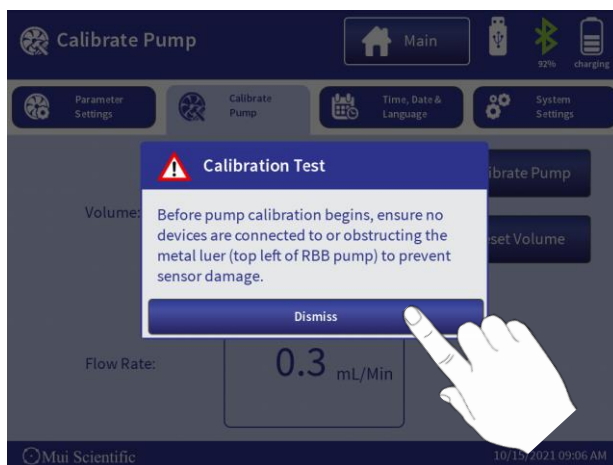 Calibrate Pump
Main
92%
charging
Parameter
Settings
Calibrate
Pump
Time, Date &
Language
System
Settings
Calibration Test
Before pump calibration begins, ensure no
devices are connected to or obstructing the
metal luer (top left of RBB pump) to prevent
sensor damage.
Dismiss
Volume:
Pump
Volume
Flow Rate:
0.3 mL/Min
Mui Scientific
10/15/2021 09:06 AM